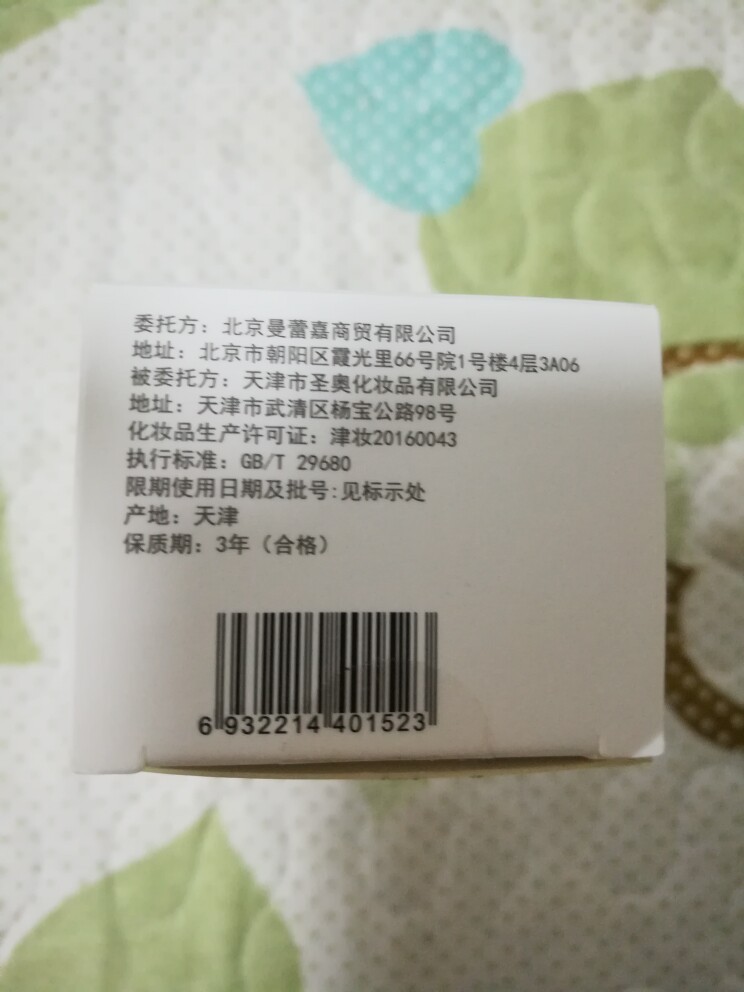 委托方：北京曼蕾嘉商贸有限公司
地址：北京市朝阳区霞光里66号院1号楼4层3A06
被委托方：天津市圣奥化妆品有限公司
地址：天津市武清区杨宝公路98号
化妆品生产许可证：津妆20160043
执行标准：GB/T 29680
限期使用日期及批号:见标示处
产地：天津
保质期：3年（合格）
6 932214 401523